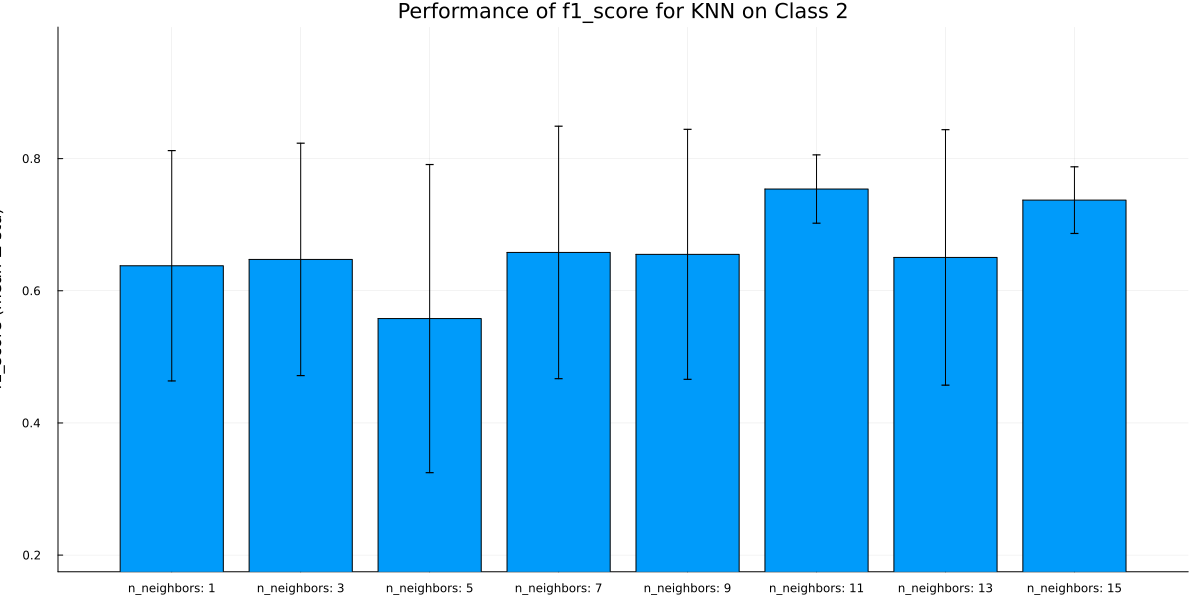 Performance of f1_score for KNN on Class 2
0.8
0.6
0.4
0.2
n_neighbors: 1
n_neighbors: 3
n_neighbors: 5
n_neighbors: 7
n_neighbors: 9
n_neighbors: 11
n_neighbors: 13
n_neighbors: 15